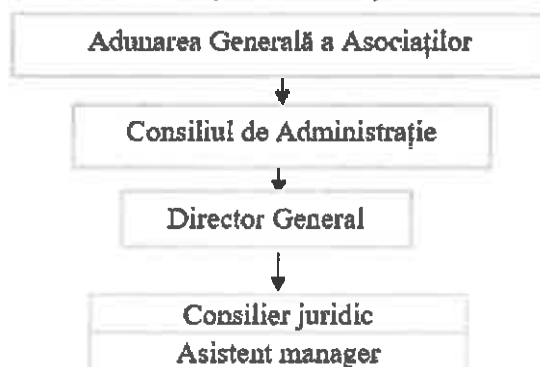 Adunarea Generală a Asociaților
Consiliul de Administrație
Director General
Consilier juridic
Asistent manager